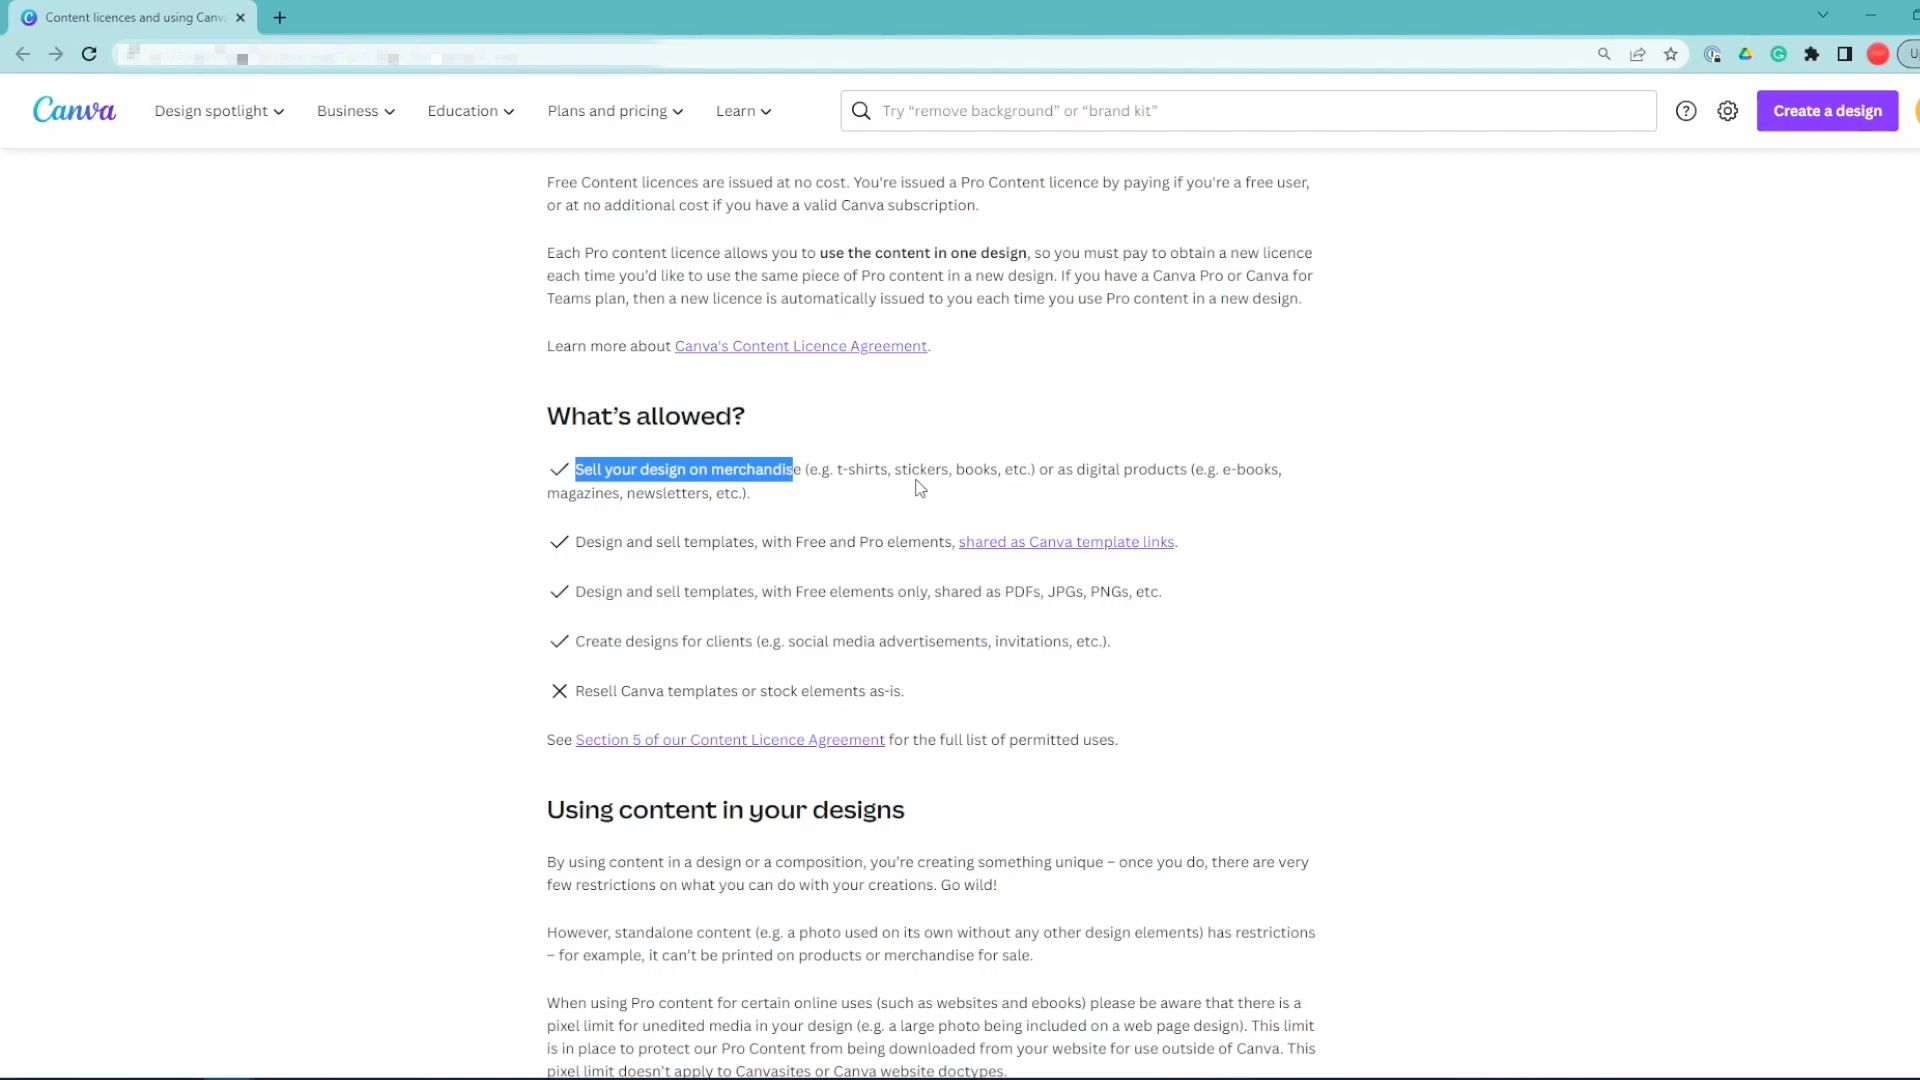 Content licences and using Canv
Canva
Design spotlight
Business
Education
Plans and pricing
Learn
Try “remove background” or “brand kit”
Create a design
Free Content licences are issued at no cost. You're issued a Pro Content licence by paying if you're a free user,
or at no additional cost if you have a valid Canva subscription.
Each Pro content licence allows you to use the content in one design, so you must pay to obtain a new licence
each time you’d like to use the same piece of Pro content in a new design. If you have a Canva Pro or Canva for
Teams plan, then a new licence is automatically issued to you each time you use Pro content in a new design.
Learn more about Canva's Content Licence Agreement.
What’s allowed?
Sell your design on merchandise (e.g. t-shirts, stickers, books, etc.) or as digital products (e.g. e-books,
magazines, newsletters, etc.).
Design and sell templates, with Free and Pro elements, shared as Canva template links.
Design and sell templates, with Free elements only, shared as PDFs, JPGs, PNGs, etc.
Create designs for clients (e.g. social media advertisements, invitations, etc.).
Resell Canva templates or stock elements as-is.
See Section 5 of our Content Licence Agreement for the full list of permitted uses.
Using content in your designs
By using content in a design or a composition, you’re creating something unique – once you do, there are very
few restrictions on what you can do with your creations. Go wild!
However, standalone content (e.g. a photo used on its own without any other design elements) has restrictions
– for example, it can’t be printed on products or merchandise for sale.
When using Pro content for certain online uses (such as websites and ebooks) please be aware that there is a
pixel limit for unedited media in your design (e.g. a large photo being included on a web page design). This limit
is in place to protect our Pro Content from being downloaded from your website for use outside of Canva. This
pixel limit doesn’t apply to Canvasites or Canva website doctypes.